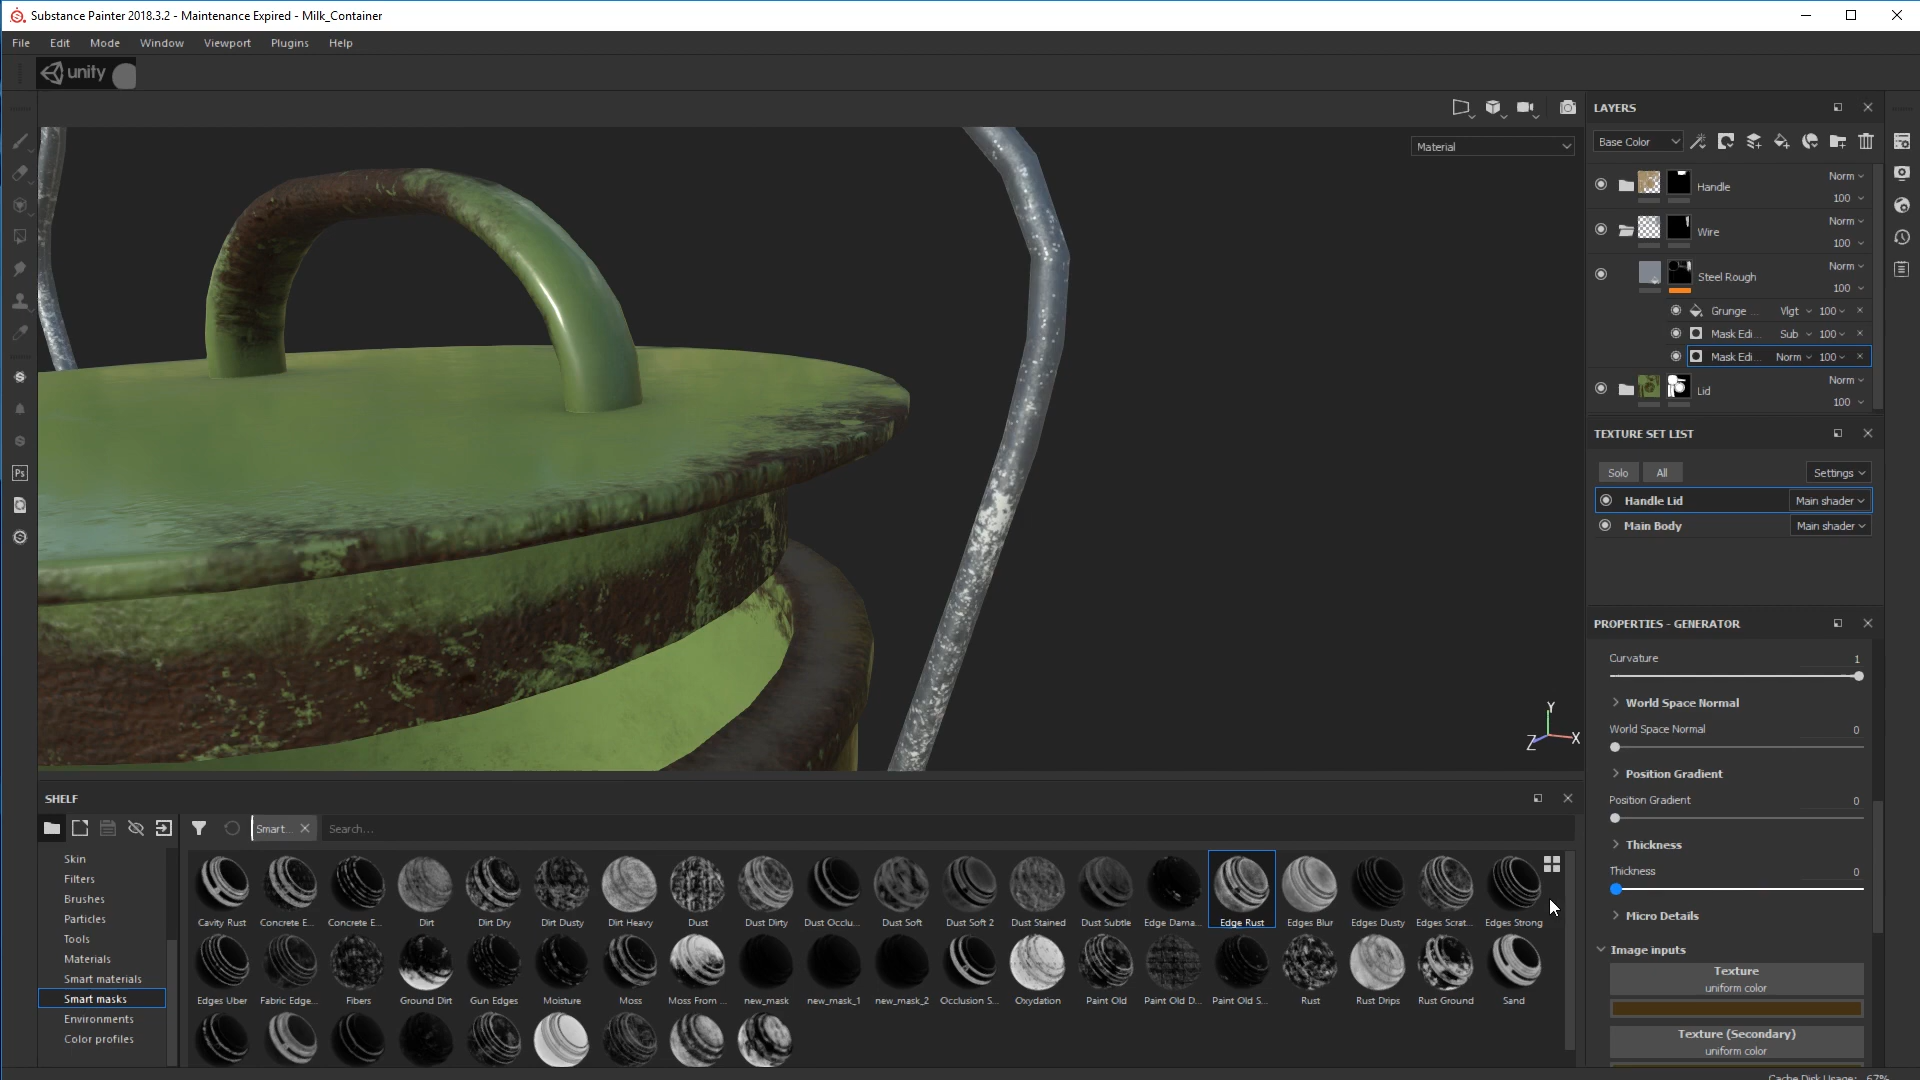 Substance Painter 2018.3.2 - Maintenance Expired - Milk_Container
File Edit Mode Window Viewport Plugins Help
unity
Material
LAYERS
Base Color
Handle Norm 100
Wire Norm 100
Steel Rough Norm 100
Grunge ... Vlgt 100
Mask Edi... Sub 100
Mask Edi... Norm 100
Lid Norm 100
TEXTURE SET LIST
Solo All Settings
Handle Lid Main shader
Main Body Main shader
PROPERTIES - GENERATOR
Curvature 1
World Space Normal
World Space Normal 0
Position Gradient
Position Gradient 0
Thickness
Thickness 0
Micro Details
Image inputs
Texture
uniform color
Texture (Secondary)
uniform color
Cache Disk Usage: 67%
Ps
Y
Z X
SHELF
Smart... Search...
Skin
Filters
Brushes
Particles
Tools
Materials
Smart materials
Smart masks
Environments
Color profiles
Cavity Rust Concrete E... Concrete E... Dirt Dirt Dry Dirt Dusty Dirt Heavy Dust Dust Dirty Dust Occlu... Dust Soft Dust Soft 2 Dust Stained Dust Subtle Edge Dama... Edge Rust Edges Blur Edges Dusty Edges Scrat... Edges Strong
Edges Uber Fabric Edge... Fibers Ground Dirt Gun Edges Moisture Moss Moss From ... new_mask new_mask_1 new_mask_2 Occlusion S... Oxydation Paint Old Paint Old D... Paint Old S... Rust Rust Drips Rust Ground Sand